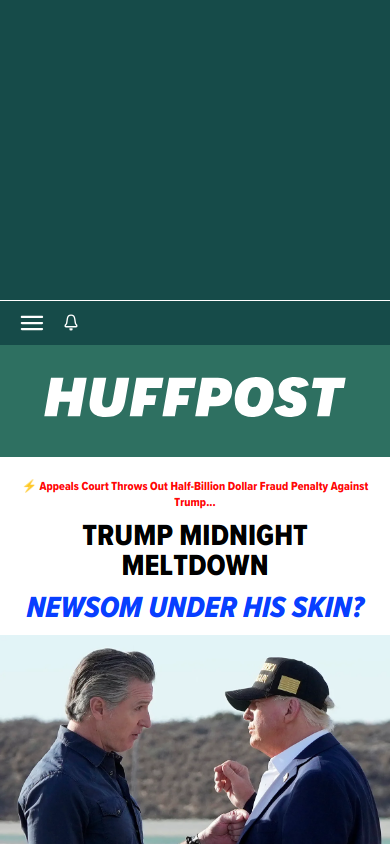 HUFFPOST
⚡ Appeals Court Throws Out Half-Billion Dollar Fraud Penalty Against
Trump...
TRUMP MIDNIGHT
MELTDOWN
NEWSOM UNDER HIS SKIN?